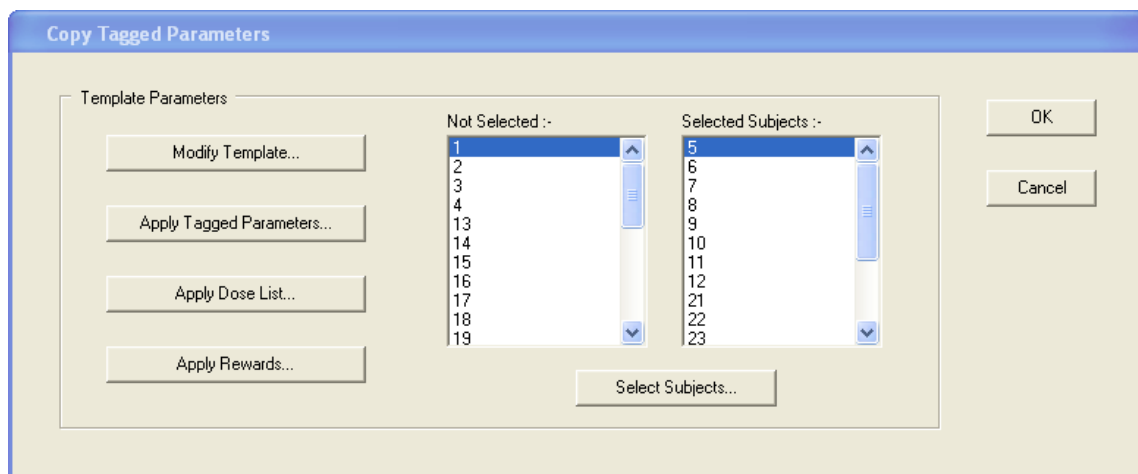 Copy Tagged Parameters
Template Parameters
Modify Template...
Apply Tagged Parameters...
Apply Dose List...
Apply Rewards...
Not Selected :-
1
2
3
4
13
14
15
16
17
18
19
Selected Subjects :-
5
6
7
8
9
10
11
12
21
22
23
Select Subjects...
OK
Cancel